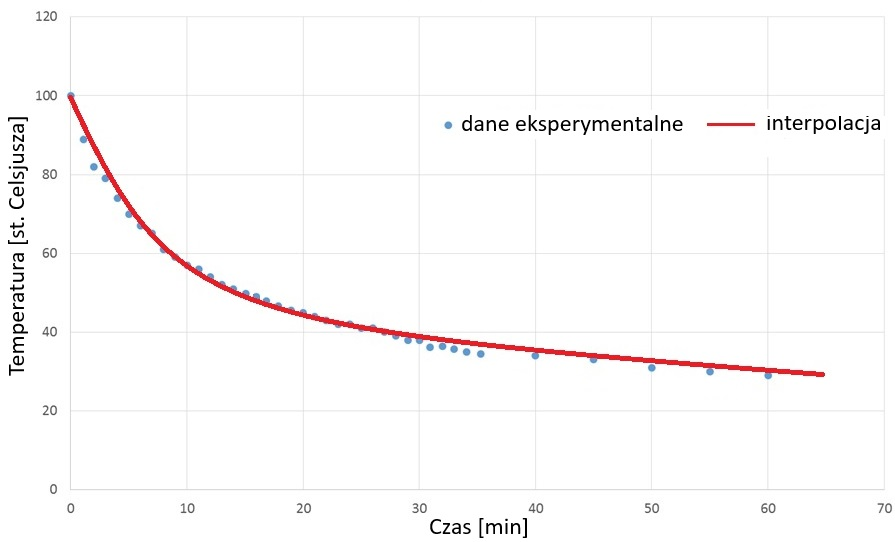 120
100
80
60
40
20
0
Temperatura [st. Celsjusza]
dane eksperymentalne interpolacja
0 10 20 30 40 50 60 70
Czas [min]